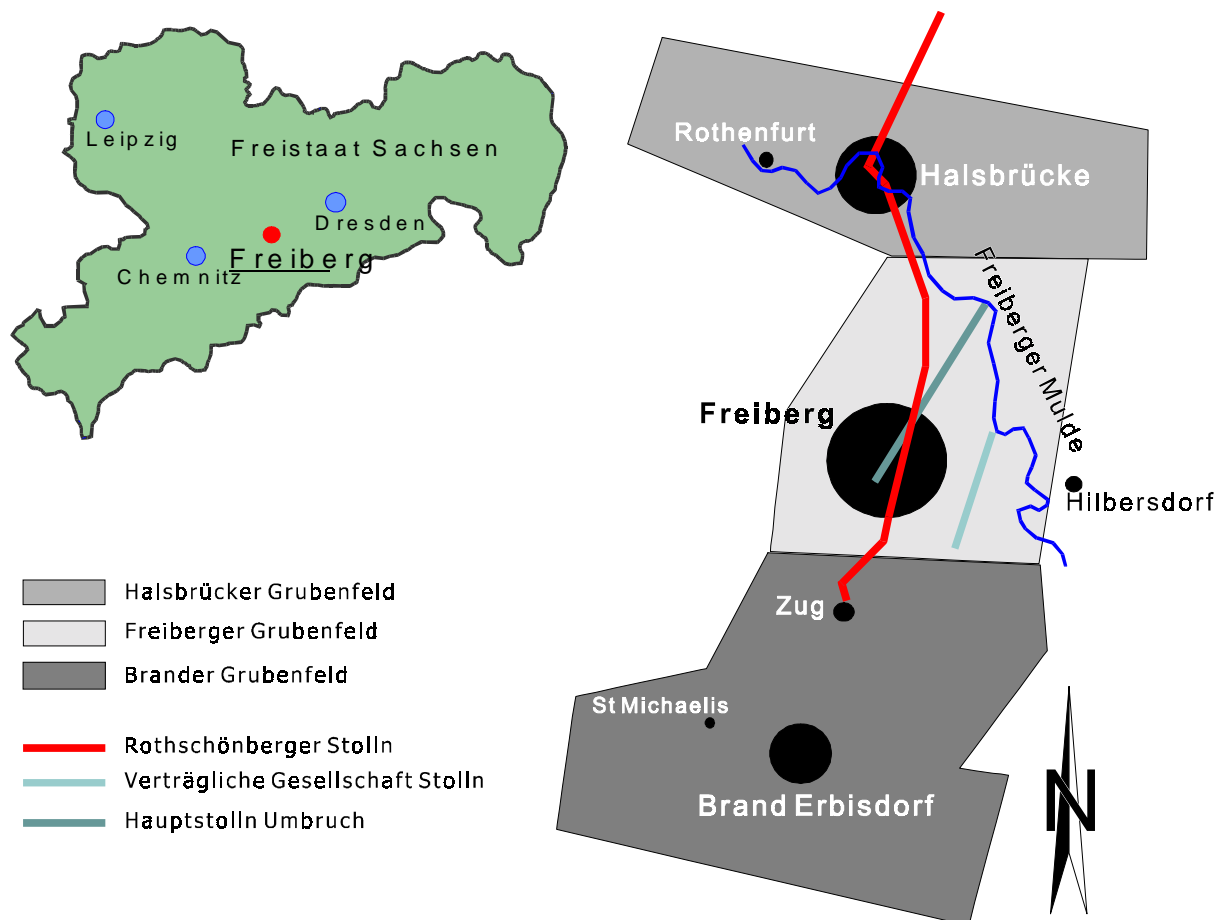 Leipzig
Freistaat Sachsen
Dresden
Freiberg
Chemnitz
Rothenfurt
Halsbrücke
Freiberger Mulde
Freiberg
Hilbersdorf
Zug
St Michaelis
Brand Erbisdorf
Halsbrücker Grubenfeld
Freiberger Grubenfeld
Brander Grubenfeld
Rothschönberger Stolln
Verträgliche Gesellschaft Stolln
Hauptstolln Umbruch
N